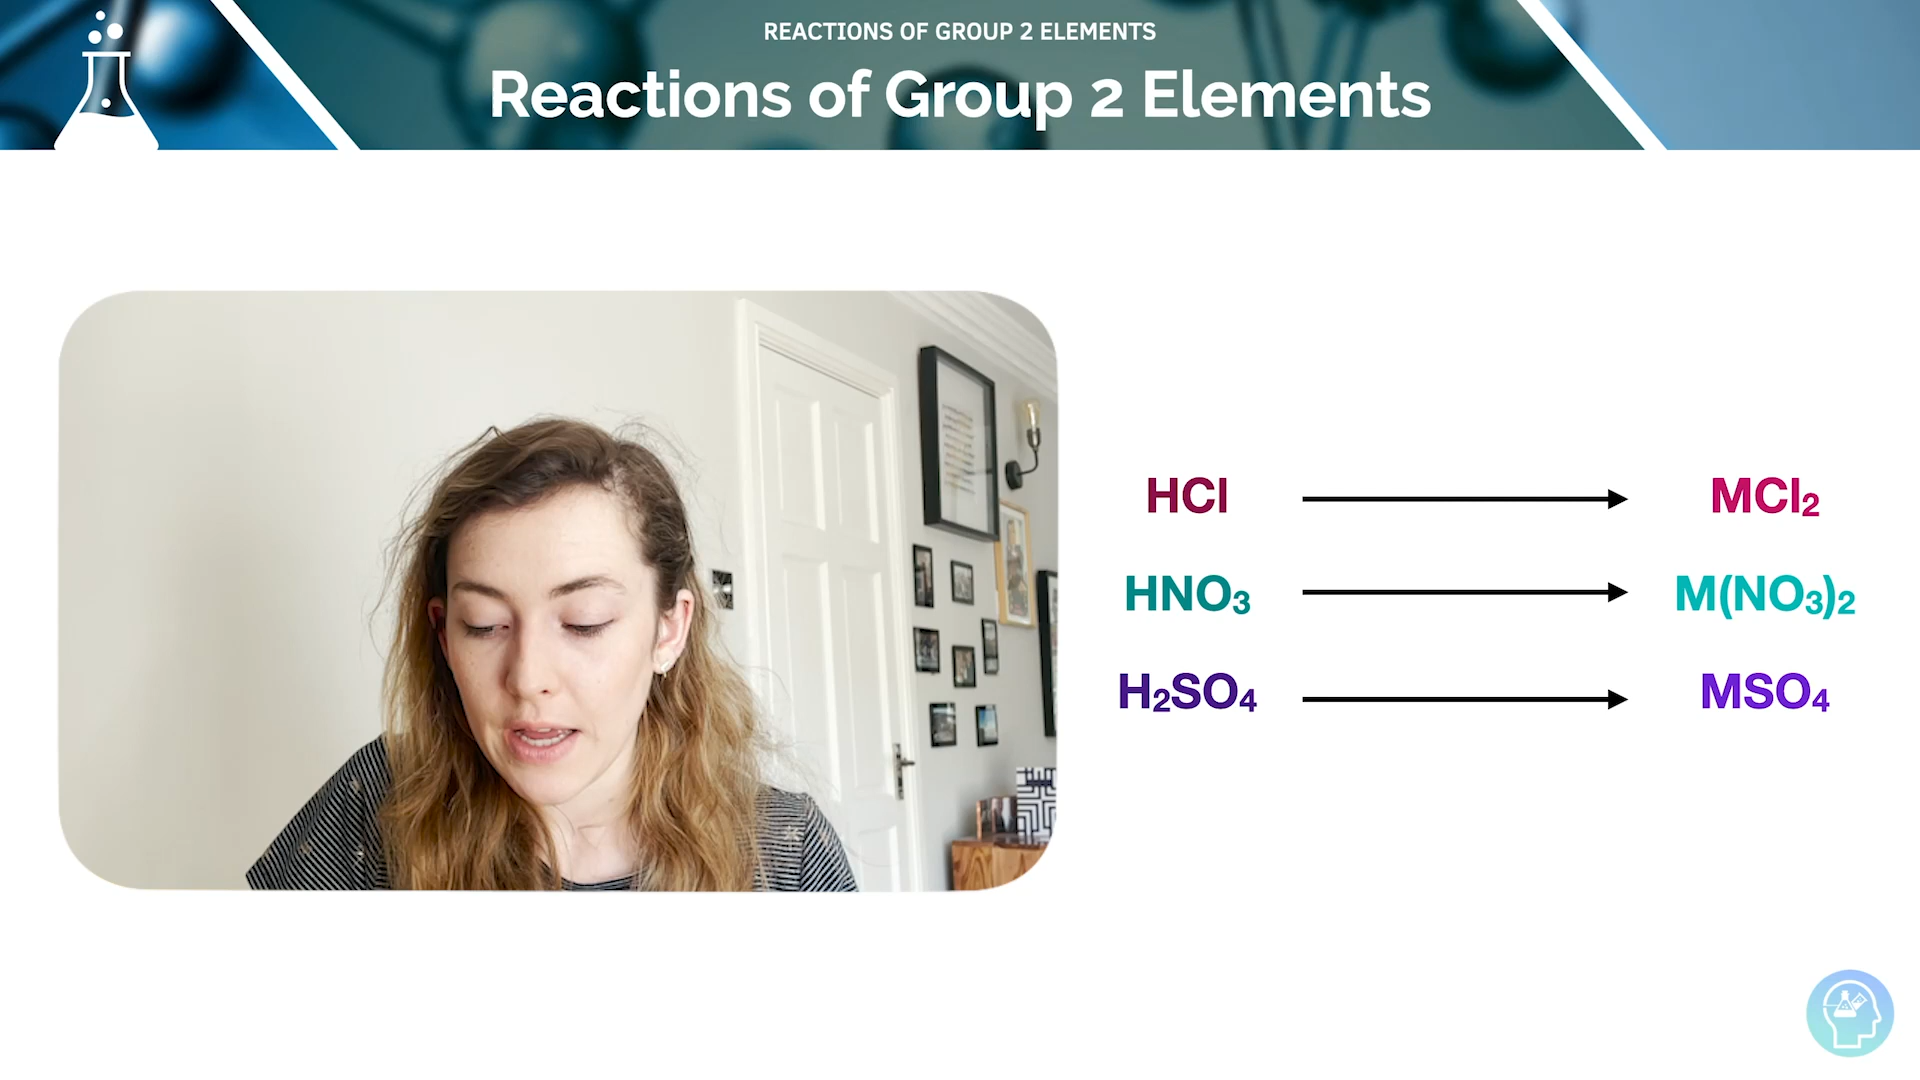 REACTIONS OF GROUP 2 ELEMENTS
Reactions of Group 2 Elements
HCl → MCl₂
HNO₃ → M(NO₃)₂
H₂SO₄ → MSO₄